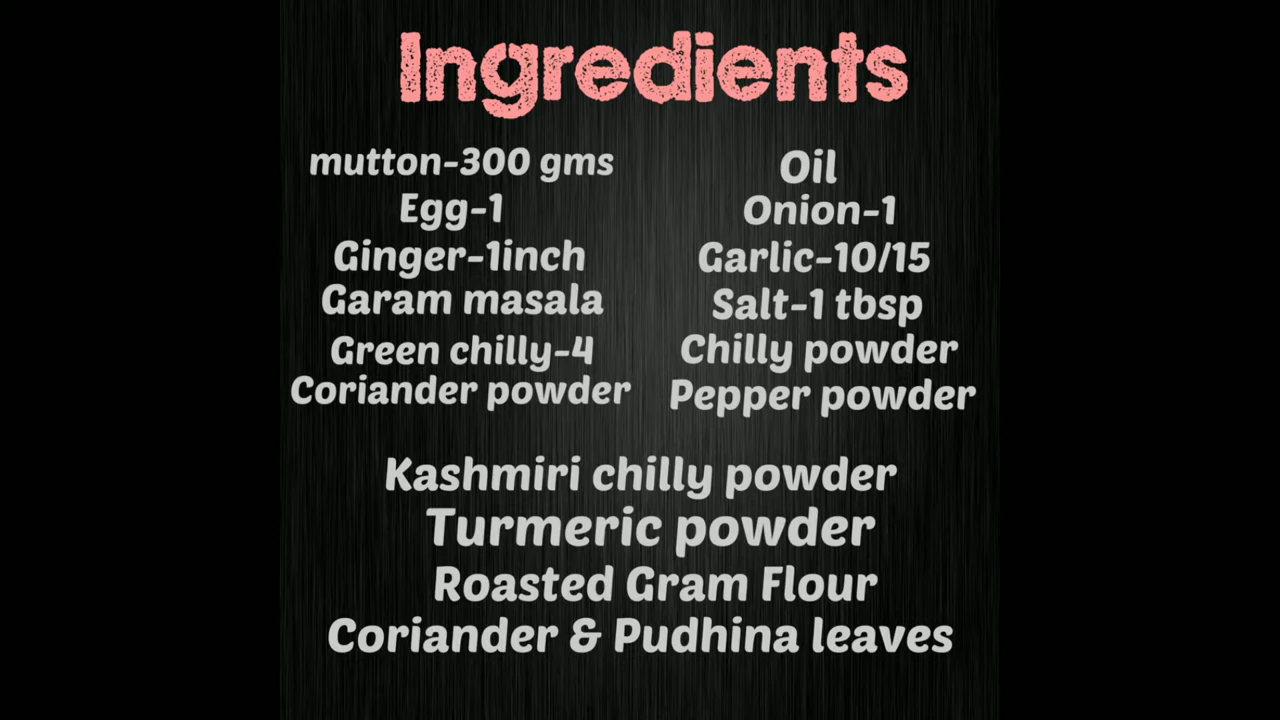 Ingredients
mutton-300 gms
Egg-1
Ginger-1inch
Garam masala
Green chilly-4
Coriander powder
Oil
Onion-1
Garlic-10/15
Salt-1 tbsp
Chilly powder
Pepper powder
Kashmiri chilly powder
Turmeric powder
Roasted Gram Flour
Coriander & Pudhina leaves